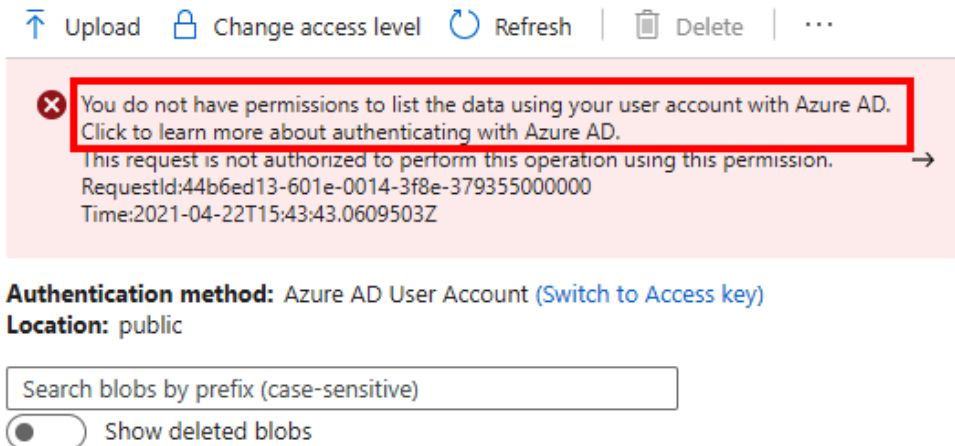 Upload Change access level Refresh Delete ...
You do not have permissions to list the data using your user account with Azure AD.
Click to learn more about authenticating with Azure AD.
This request is not authorized to perform this operation using this permission.
RequestId:44b6ed13-601e-0014-3f8e-379355000000
Time:2021-04-22T15:43:43.0609503Z
Authentication method: Azure AD User Account (Switch to Access key)
Location: public
Search blobs by prefix (case-sensitive)
Show deleted blobs